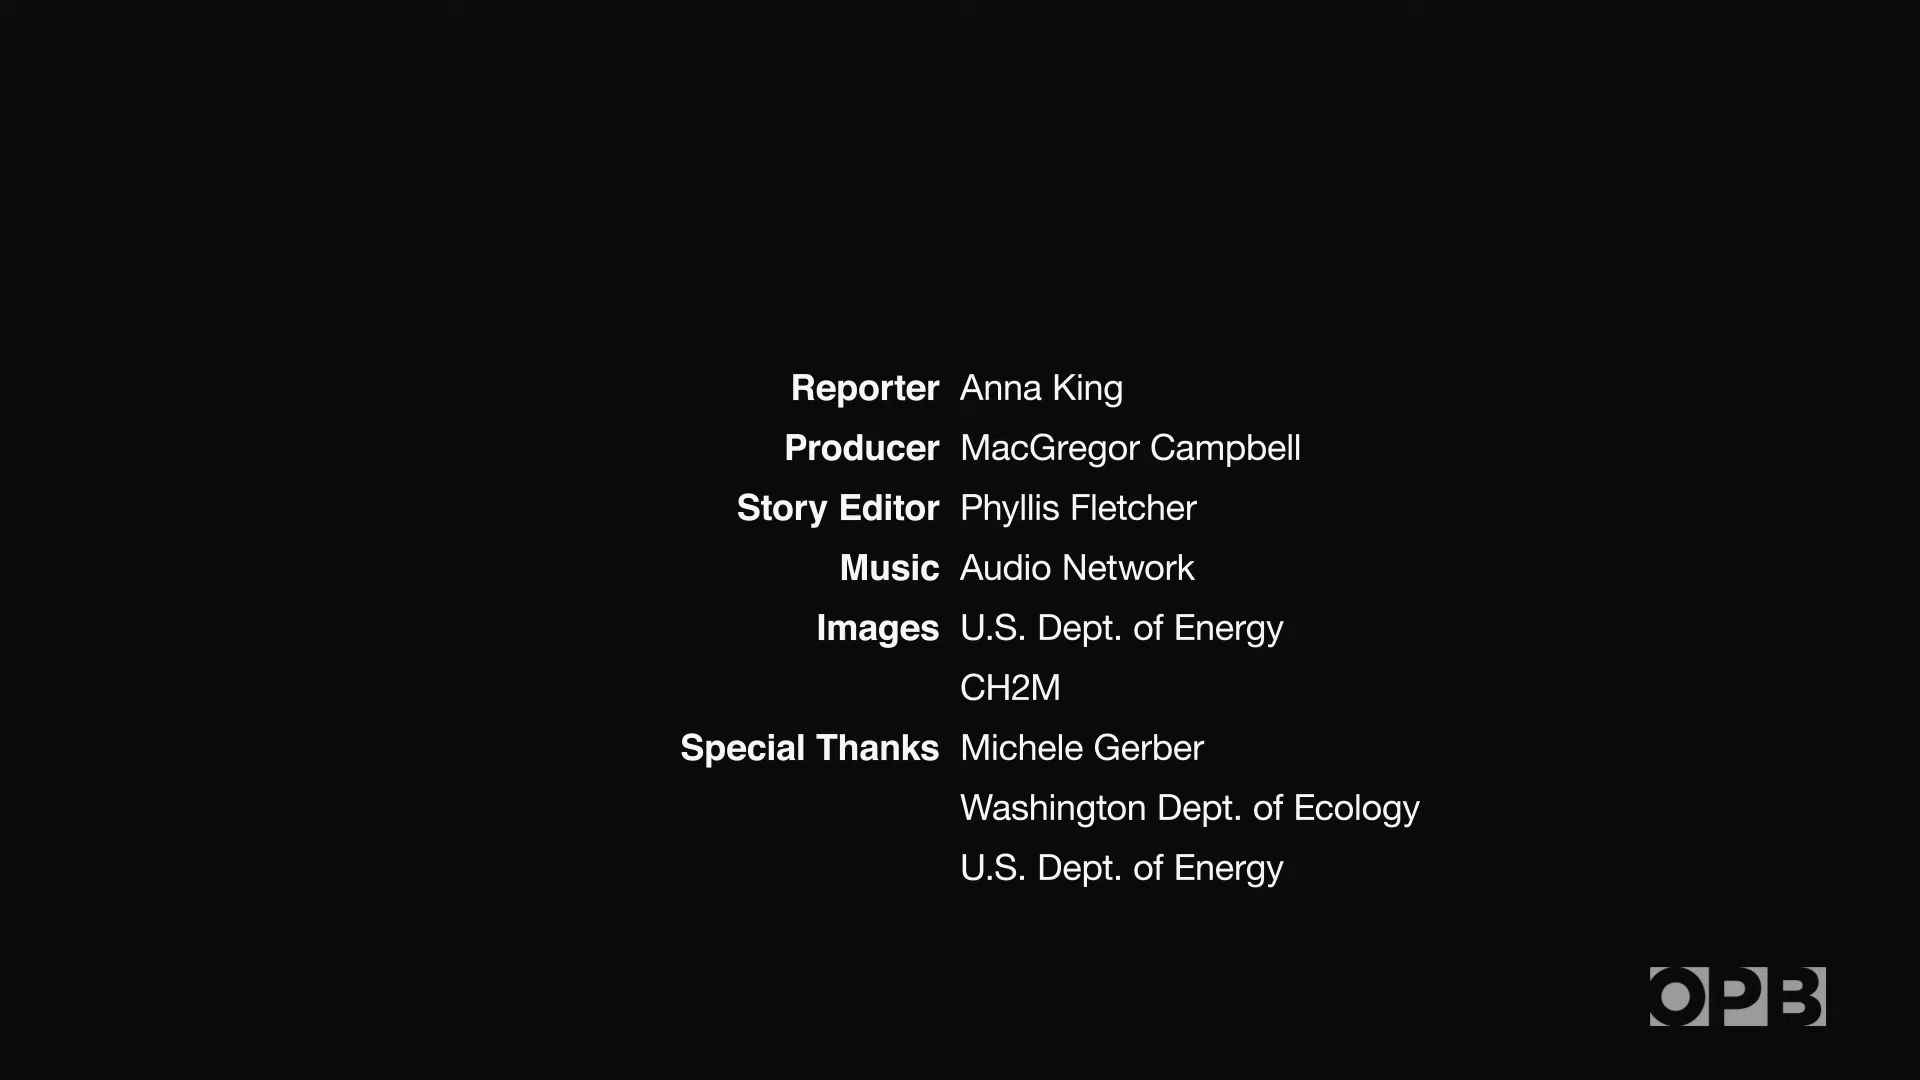 Reporter Anna King
Producer MacGregor Campbell
Story Editor Phyllis Fletcher
Music Audio Network
Images U.S. Dept. of Energy
CH2M
Special Thanks Michele Gerber
Washington Dept. of Ecology
U.S. Dept. of Energy
OPB